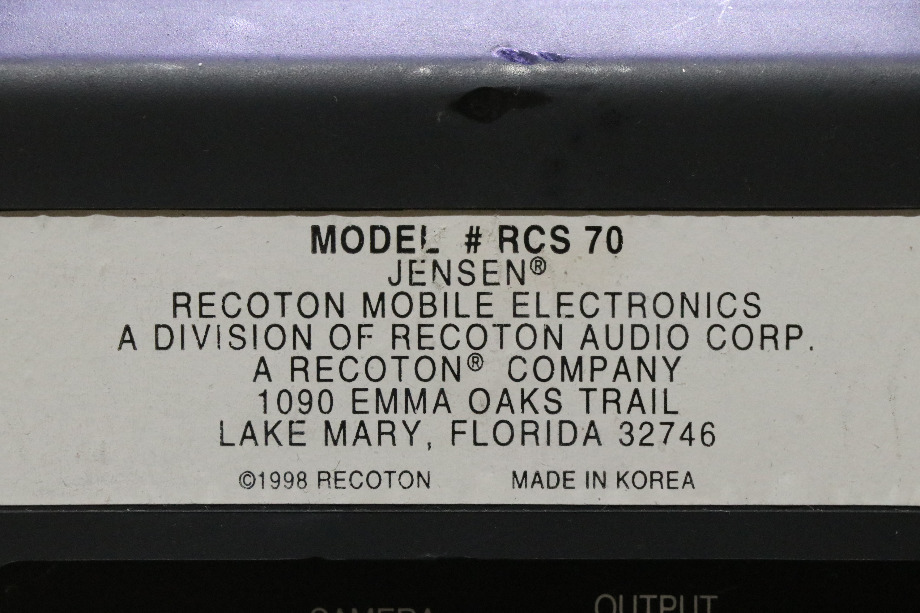 MODEL # RCS 70
JENSEN®
RECOTON MOBILE ELECTRONICS
A DIVISION OF RECOTON AUDIO CORP.
A RECOTON® COMPANY
1090 EMMA OAKS TRAIL
LAKE MARY, FLORIDA 32746
©1998 RECOTON MADE IN KOREA
CAMERA OUTPUT